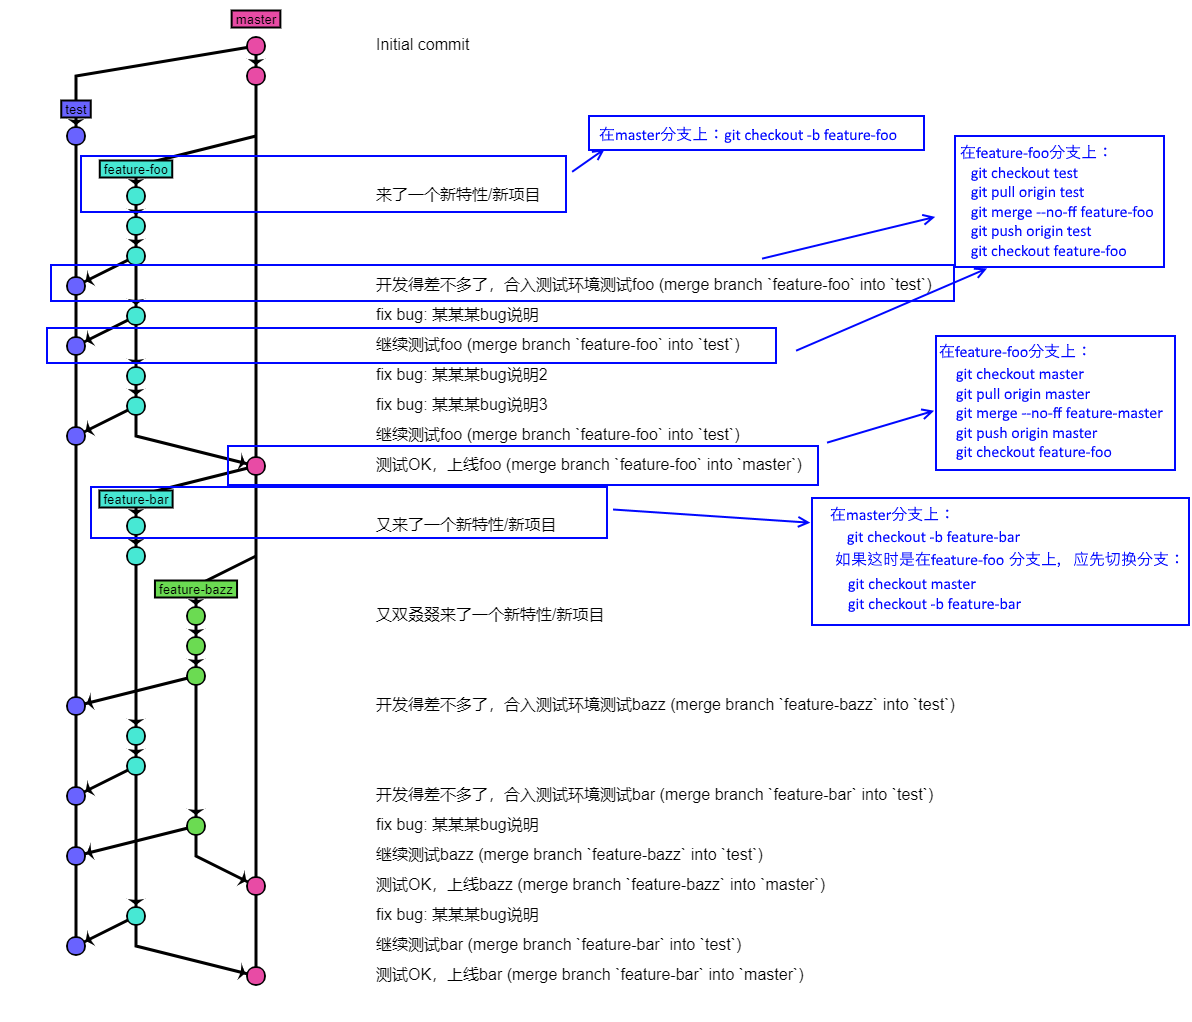 master
Initial commit
test
在master分支上：git checkout -b feature-foo
在feature-foo分支上：
git checkout test
git pull origin test
git merge --no-ff feature-foo
git push origin test
git checkout feature-foo
feature-foo
来了一个新特性/新项目
开发得差不多了，合入测试环境测试foo (merge branch `feature-foo` into `test`)
fix bug: 某某某bug说明
继续测试foo (merge branch `feature-foo` into `test`)
fix bug: 某某某bug说明2
fix bug: 某某某bug说明3
继续测试foo (merge branch `feature-foo` into `test`)
测试OK，上线foo (merge branch `feature-foo` into `master`)
在feature-foo分支上：
git checkout master
git pull origin master
git merge --no-ff feature-master
git push origin master
git checkout feature-foo
feature-bar
又来了一个新特性/新项目
在master分支上：
git checkout -b feature-bar
如果这时是在feature-foo 分支上，应先切换分支：
git checkout master
git checkout -b feature-bar
feature-bazz
又双叒叕来了一个新特性/新项目
开发得差不多了，合入测试环境测试bazz (merge branch `feature-bazz` into `test`)
开发得差不多了，合入测试环境测试bar (merge branch `feature-bar` into `test`)
fix bug: 某某某bug说明
继续测试bazz (merge branch `feature-bazz` into `test`)
测试OK，上线bazz (merge branch `feature-bazz` into `master`)
fix bug: 某某某bug说明
继续测试bar (merge branch `feature-bar` into `test`)
测试OK，上线bar (merge branch `feature-bar` into `master`)